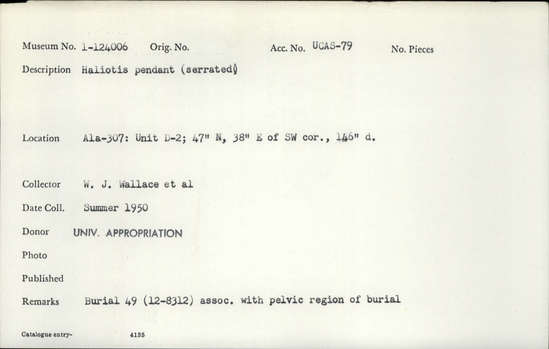 Museum No. 1-124006 Orig. No. Acc. No. UCAS-79 No. Pieces
Description Haliotis pendant (serrated)
Location Ala-307: Unit D-2; 47" N, 38" E of SW cor., 146" d.
Collector W. J. Wallace et al
Date Coll. Summer 1950
Donor UNIV. APPROPRIATION
Photo
Published
Remarks Burial 49 (12-8312) assoc. with pelvic region of burial
Catalogue entry- 4155